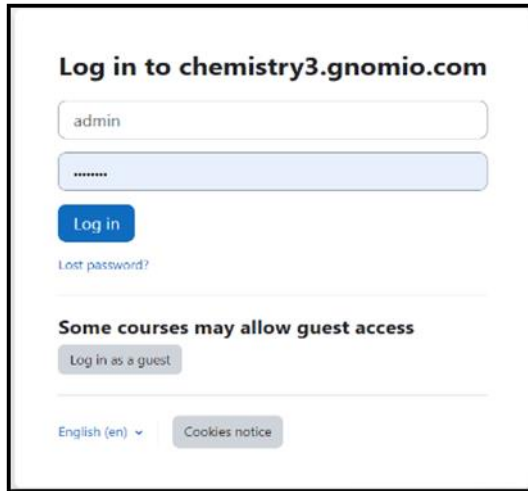 Log in to chemistry3.gnomio.com
admin
••••••••
Log in
Lost password?
Some courses may allow guest access
Log in as a guest
English (en)
Cookies notice